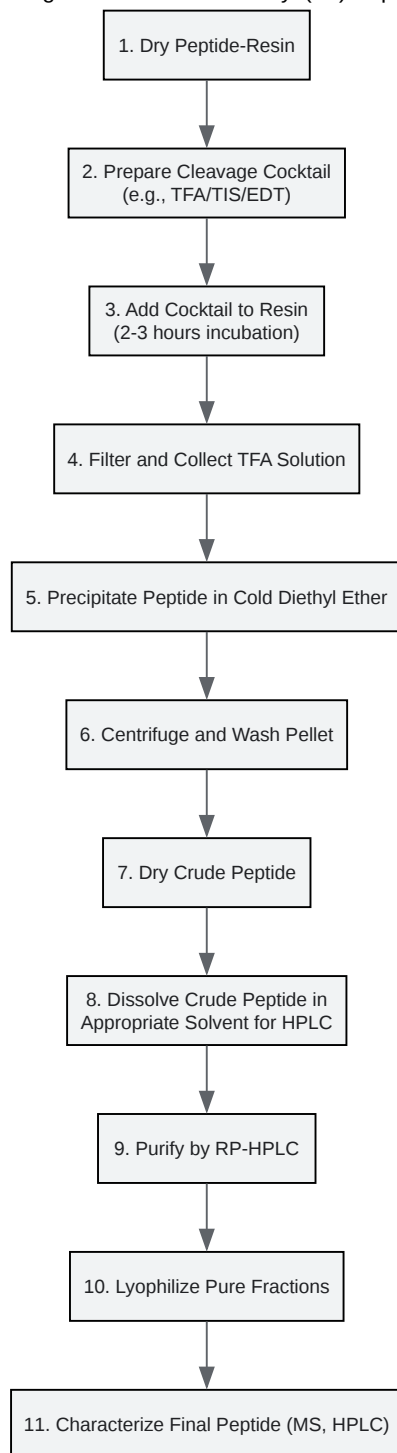 1. Dry Peptide-Resin
2. Prepare Cleavage Cocktail
(e.g., TFA/TIS/EDT)
3. Add Cocktail to Resin
(2-3 hours incubation)
4. Filter and Collect TFA Solution
5. Precipitate Peptide in Cold Diethyl Ether
6. Centrifuge and Wash Pellet
7. Dry Crude Peptide
8. Dissolve Crude Peptide in
Appropriate Solvent for HPLC
9. Purify by RP-HPLC
10. Lyophilize Pure Fractions
11. Characterize Final Peptide (MS, HPLC)